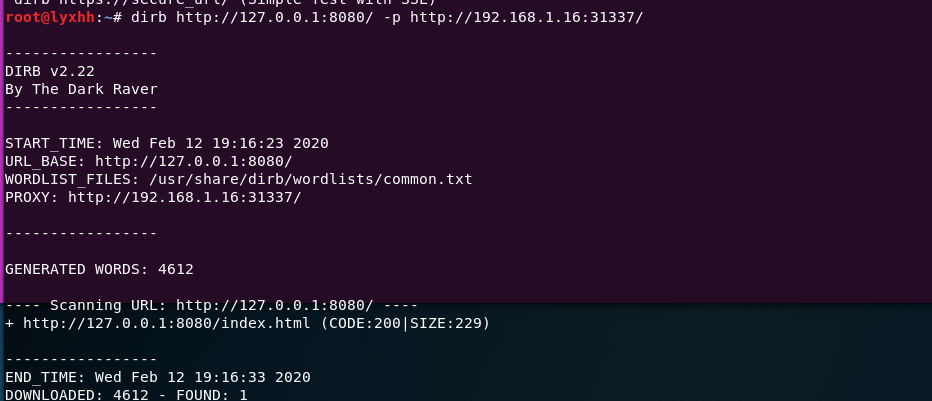 dirb https://secure_url/ (Simple Test with SSL)
root@lyxhh:~# dirb http://127.0.0.1:8080/ -p http://192.168.1.16:31337/
-----------------
DIRB v2.22
By The Dark Raver
-----------------
START_TIME: Wed Feb 12 19:16:23 2020
URL_BASE: http://127.0.0.1:8080/
WORDLIST_FILES: /usr/share/dirb/wordlists/common.txt
PROXY: http://192.168.1.16:31337/
-----------------
GENERATED WORDS: 4612
---- Scanning URL: http://127.0.0.1:8080/ ----
+ http://127.0.0.1:8080/index.html (CODE:200|SIZE:229)
-----------------
END_TIME: Wed Feb 12 19:16:33 2020
DOWNLOADED: 4612 - FOUND: 1